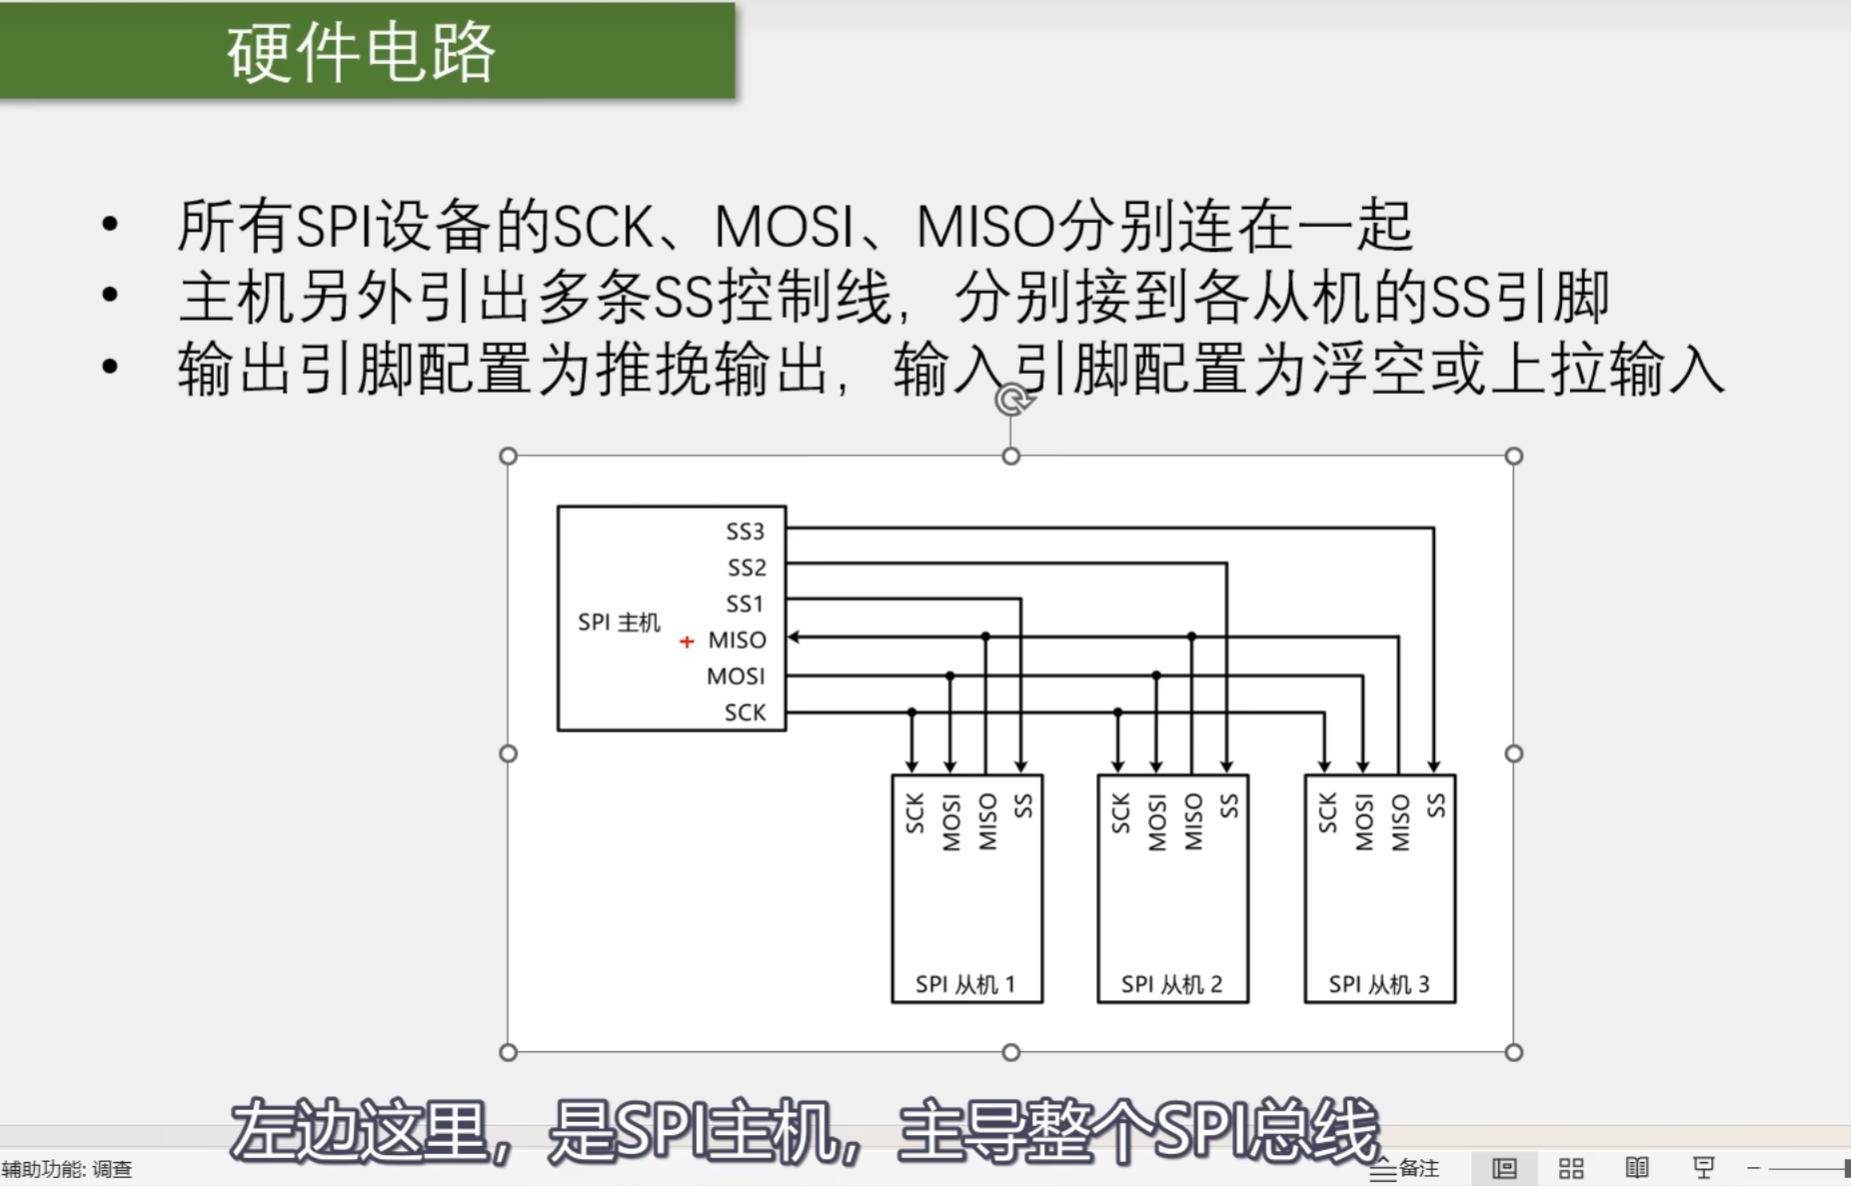 硬件电路
• 所有SPI设备的SCK、MOSI、MISO分别连在一起
• 主机另外引出多条SS控制线，分别接到各从机的SS引脚
• 输出引脚配置为推挽输出，输入引脚配置为浮空或上拉输入
SS3
SS2
SS1
SPI 主机
MISO
MOSI
SCK
SCK MOSI MISO SS
SCK MOSI MISO SS
SCK MOSI MISO SS
SPI 从机 1
SPI 从机 2
SPI 从机 3
左边这里，是SPI主机，主导整个SPI总线
辅助功能: 调查
备注